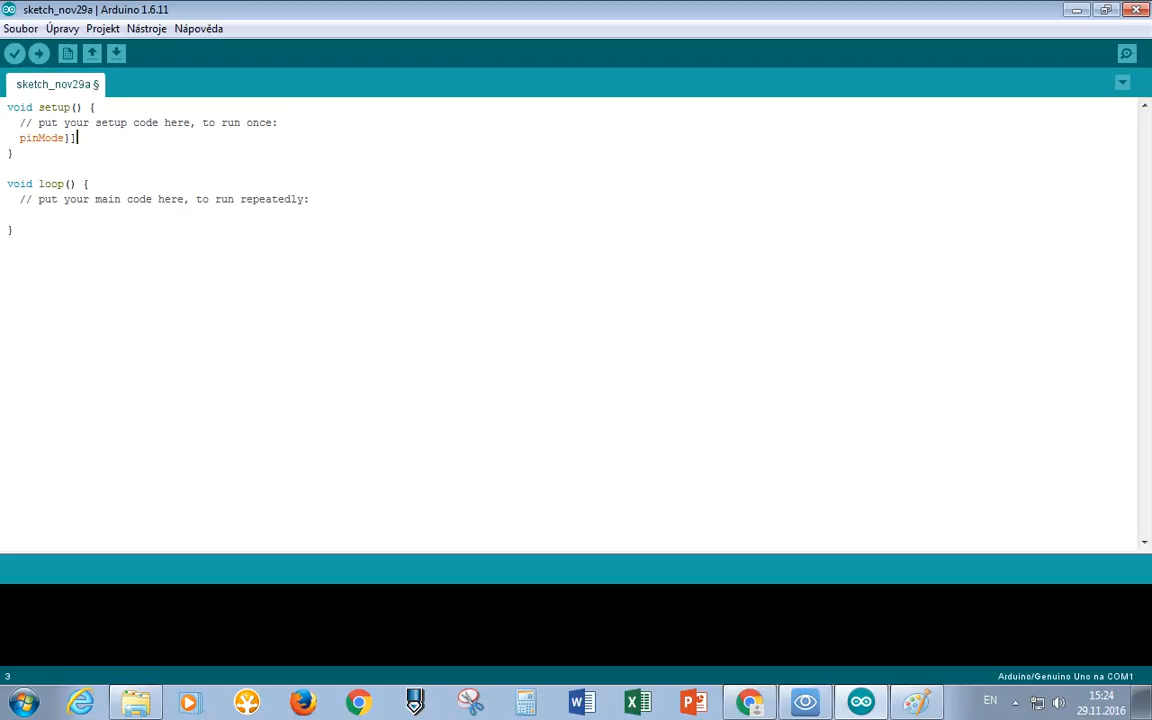 sketch_nov29a | Arduino 1.6.11
Soubor Úpravy Projekt Nástroje Nápověda
sketch_nov29a §
void setup() {
  // put your setup code here, to run once:
  pinMode}]
}
void loop() {
  // put your main code here, to run repeatedly:
}
3
Arduino/Genuino Uno na COM1
EN
15:24
29.11.2016